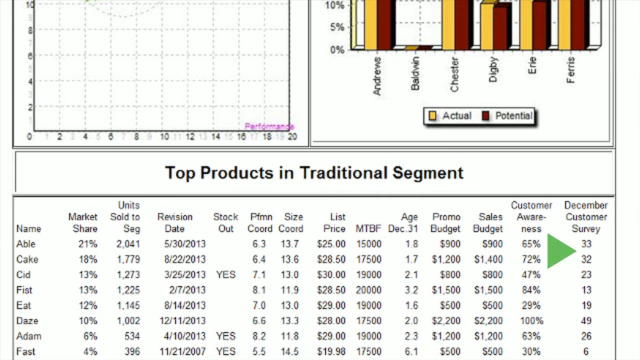 10
8
6
4
2
0 2 4 6 8 10 12 14 16 18 20
Performance
10%
5%
0%
Andrews
Baldwin
Chester
Digby
Erie
Ferris
Actual Potential
Top Products in Traditional Segment
Name Market Share Units Sold to Seg Revision Date Stock Out Pfmn Coord Size Coord List Price MTBF Age Dec.31 Promo Budget Sales Budget Customer Aware-ness December Customer Survey
Able 21% 2,041 5/30/2013 6.3 13.7 $25.00 15000 1.8 $900 $900 65% 33
Cake 18% 1,779 8/22/2013 6.4 13.6 $28.50 17500 1.7 $1,200 $1,400 72% 32
Cid 13% 1,273 3/25/2013 YES 7.1 13.0 $30.00 19000 2.1 $800 $800 47% 23
Fist 13% 1,225 2/7/2013 8.1 11.9 $28.50 20000 3.2 $1,500 $1,500 84% 13
Eat 12% 1,145 8/14/2013 7.0 13.0 $29.00 19000 1.6 $500 $500 29% 19
Daze 10% 1,002 12/11/2013 6.6 13.3 $28.00 17500 2.0 $2,200 $2,200 100% 49
Adam 6% 534 4/10/2013 YES 8.2 11.8 $29.00 19000 2.3 $1,200 $1,200 63% 26
Fast 4% 396 11/21/2007 YES 5.5 14.5 $19.98 17500 6.1 $500 $500 30% 6